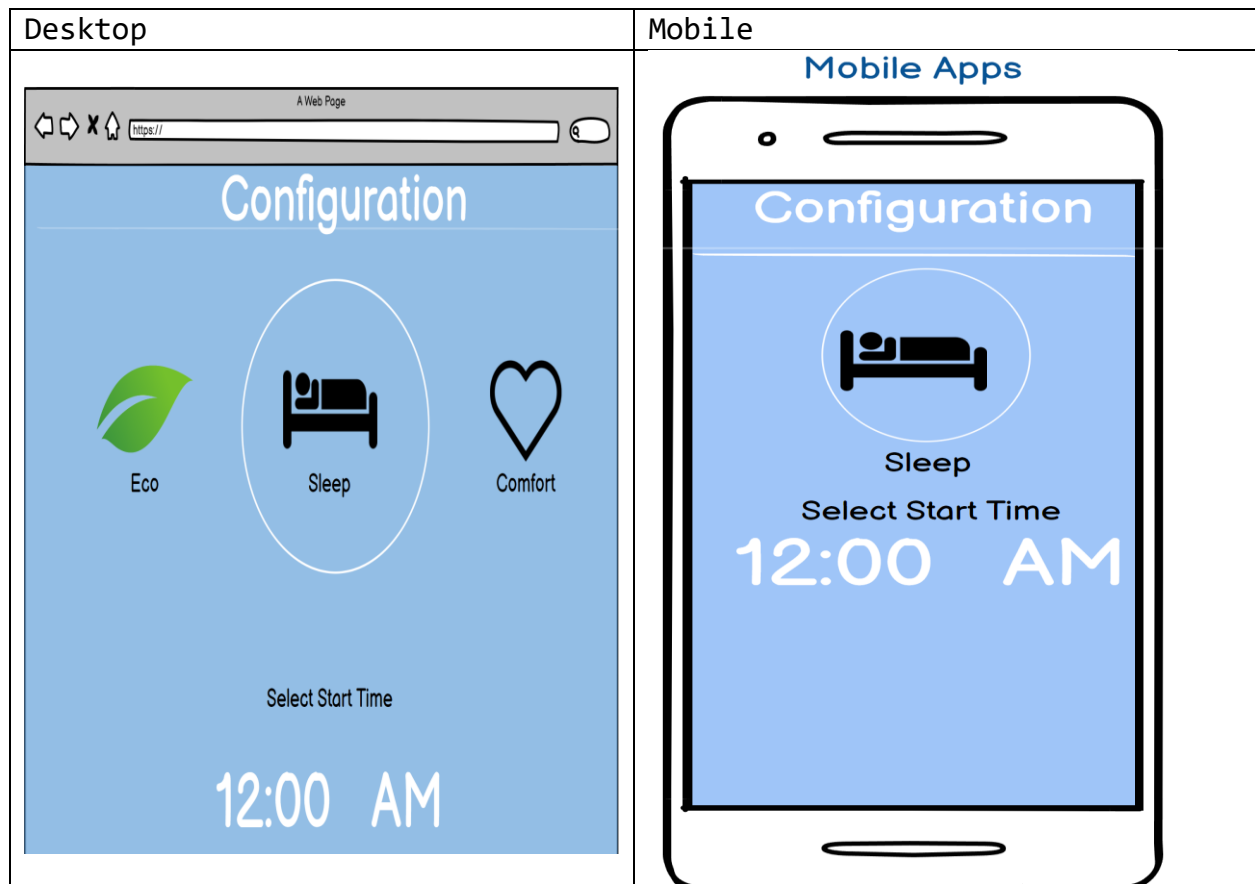 Desktop
A Web Page
https://
Configuration
Eco
Sleep
Comfort
Select Start Time
12:00 AM
Mobile
Mobile Apps
Configuration
Sleep
Select Start Time
12:00 AM